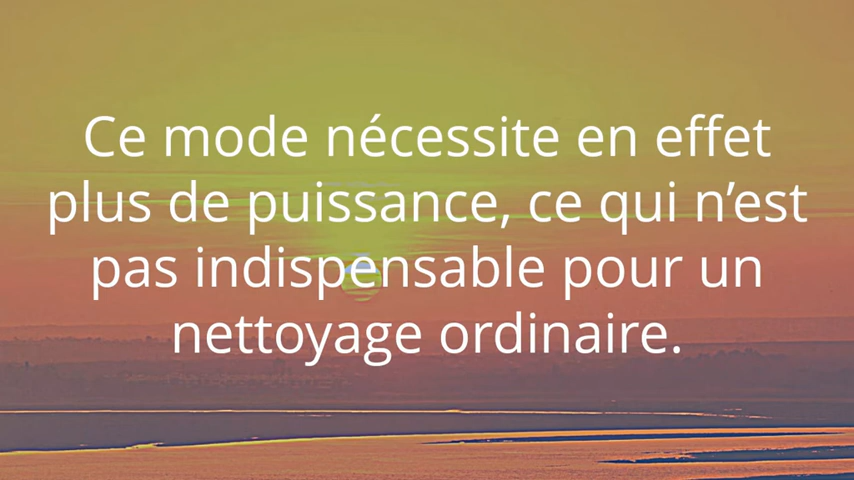 Ce mode nécessite en effet
plus de puissance, ce qui n’est
pas indispensable pour un
nettoyage ordinaire.